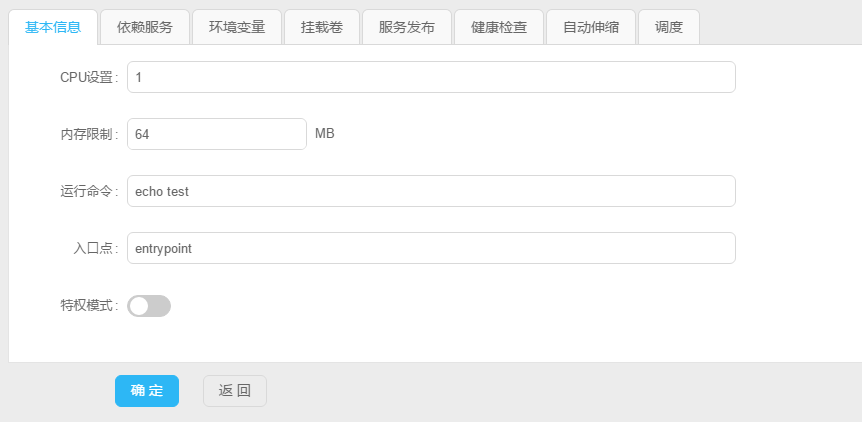 基本信息 依赖服务 环境变量 挂载卷 服务发布 健康检查 自动伸缩 调度
CPU设置: 1
内存限制: 64 MB
运行命令: echo test
入口点: entrypoint
特权模式:
确 定 返 回